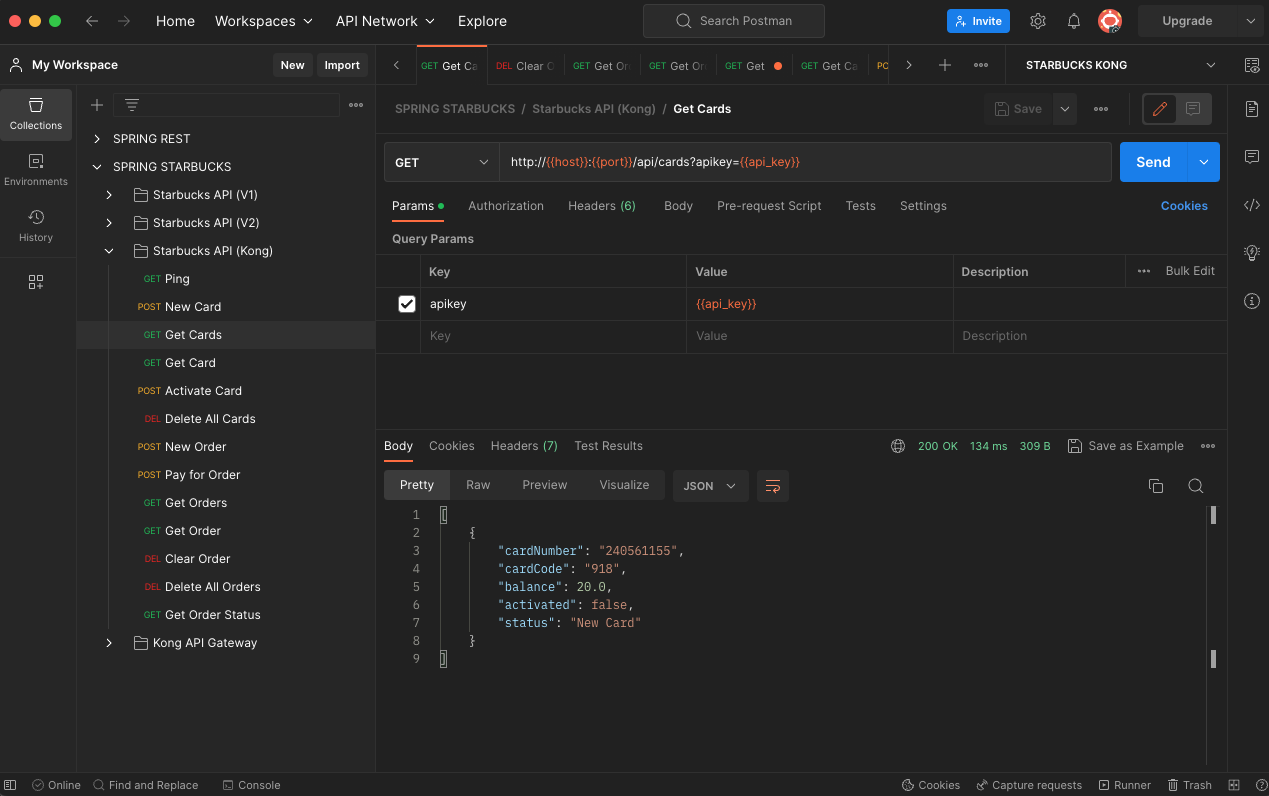 Home Workspaces API Network Explore Search Postman Invite Upgrade
My Workspace New Import GET Get Ca DEL Clear O GET Get Or GET Get Or GET Get GET Get Ca PO STARBUCKS KONG
Collections
Environments
History
SPRING REST
SPRING STARBUCKS
Starbucks API (V1)
Starbucks API (V2)
Starbucks API (Kong)
GET Ping
POST New Card
GET Get Cards
GET Get Card
POST Activate Card
DEL Delete All Cards
POST New Order
POST Pay for Order
GET Get Orders
GET Get Order
DEL Clear Order
DEL Delete All Orders
GET Get Order Status
Kong API Gateway
SPRING STARBUCKS / Starbucks API (Kong) / Get Cards Save
GET http://{{host}}:{{port}}/api/cards?apikey={{api_key}} Send
Params Authorization Headers (6) Body Pre-request Script Tests Settings Cookies
Query Params
Key Value Description Bulk Edit
apikey {{api_key}}
Key Value Description
Body Cookies Headers (7) Test Results 200 OK 134 ms 309 B Save as Example
Pretty Raw Preview Visualize JSON
1 [
2 {
3 "cardNumber": "240561155",
4 "cardCode": "918",
5 "balance": 20.0,
6 "activated": false,
7 "status": "New Card"
8 }
9 ]
Online Find and Replace Console Cookies Capture requests Runner Trash